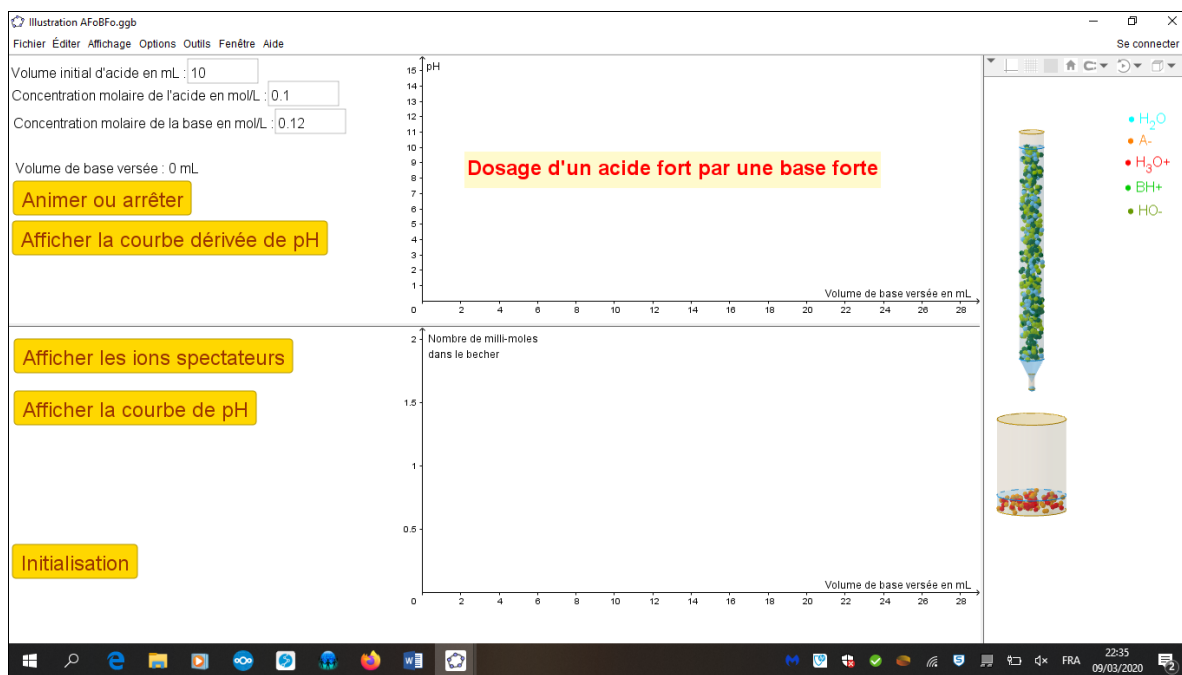 Illustration AFoBFo.ggb
Fichier Éditer Affichage Options Outils Fenêtre Aide
Se connecter
Volume initial d'acide en mL : 10
Concentration molaire de l'acide en mol/L : 0.1
Concentration molaire de la base en mol/L : 0.12
Volume de base versée : 0 mL
Animer ou arrêter
Afficher la courbe dérivée de pH
15 pH
14
13
12
11
10
9
8
7
6
5
4
3
2
1
Dosage d'un acide fort par une base forte
Volume de base versée en mL
0 2 4 6 8 10 12 14 16 18 20 22 24 26 28
H2O
A-
H3O+
BH+
HO-
Afficher les ions spectateurs
Afficher la courbe de pH
Initialisation
2 Nombre de milli-moles
dans le becher
1.5
1
0.5
Volume de base versée en mL
0 2 4 6 8 10 12 14 16 18 20 22 24 26 28
FRA
22:35
09/03/2020
2